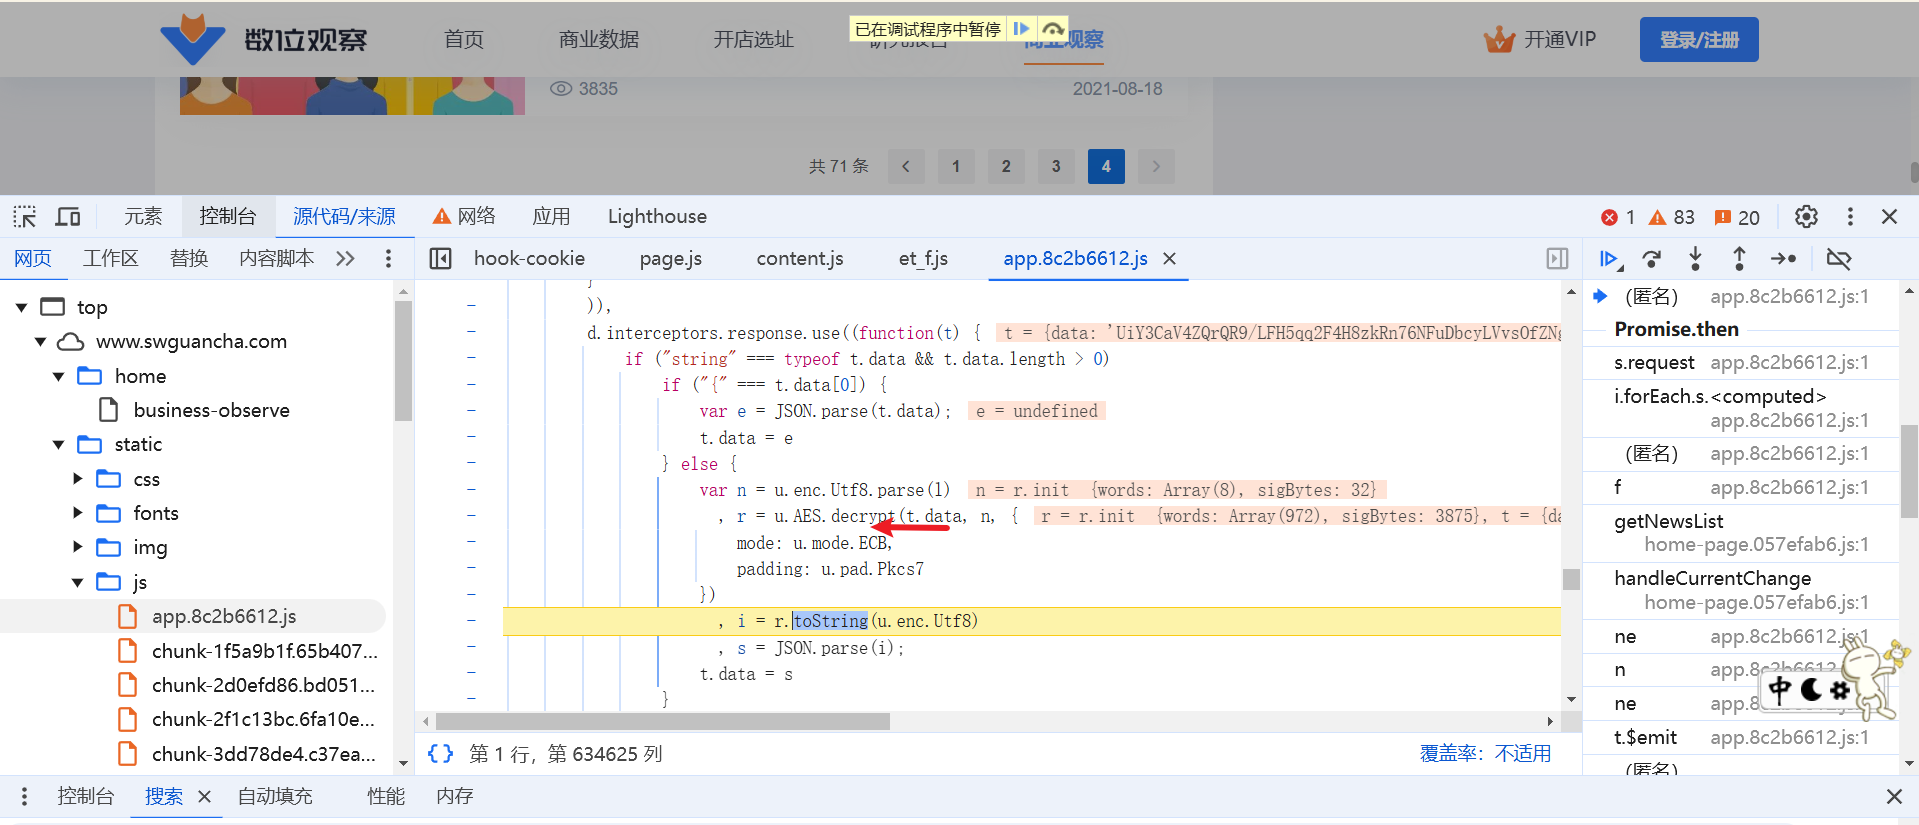 数位观察
首页
商业数据
开店选址
已在调试程序中暂停
商业观察
开通VIP
登录/注册
3835
2021-08-18
共 71 条
1
2
3
4
元素
控制台
源代码/来源
网络
应用
Lighthouse
1
83
20
网页
工作区
替换
内容脚本
hook-cookie
page.js
content.js
et_f.js
app.8c2b6612.js
top
www.swguancha.com
home
business-observe
static
css
fonts
img
js
app.8c2b6612.js
chunk-1f5a9b1f.65b407...
chunk-2d0efd86.bd051...
chunk-2f1c13bc.6fa10e...
chunk-3dd78de4.c37ea...
}
)),
d.interceptors.response.use((function(t) { t = {data: 'UiY3CaV4ZQrQR9/LFH5qq2F4H8zkRn76NFuDbcyLVvsOfZNg
if ("string" === typeof t.data && t.data.length > 0)
if ("{" === t.data[0]) {
var e = JSON.parse(t.data); e = undefined
t.data = e
} else {
var n = u.enc.Utf8.parse(l) n = r.init {words: Array(8), sigBytes: 32}
, r = u.AES.decrypt(t.data, n, { r = r.init {words: Array(972), sigBytes: 3875}, t = {da
mode: u.mode.ECB,
padding: u.pad.Pkcs7
})
, i = r.toString(u.enc.Utf8)
, s = JSON.parse(i);
t.data = s
}
{} 第 1 行，第 634625 列
覆盖率：不适用
(匿名) app.8c2b6612.js:1
Promise.then
s.request app.8c2b6612.js:1
i.forEach.s.<computed>
app.8c2b6612.js:1
(匿名) app.8c2b6612.js:1
f app.8c2b6612.js:1
getNewsList
home-page.057efab6.js:1
handleCurrentChange
home-page.057efab6.js:1
ne app.8c2b6612.js:1
n
ne
t.$emit app.8c2b6612.js:1
(匿名)
中
控制台
搜索
自动填充
性能
内存